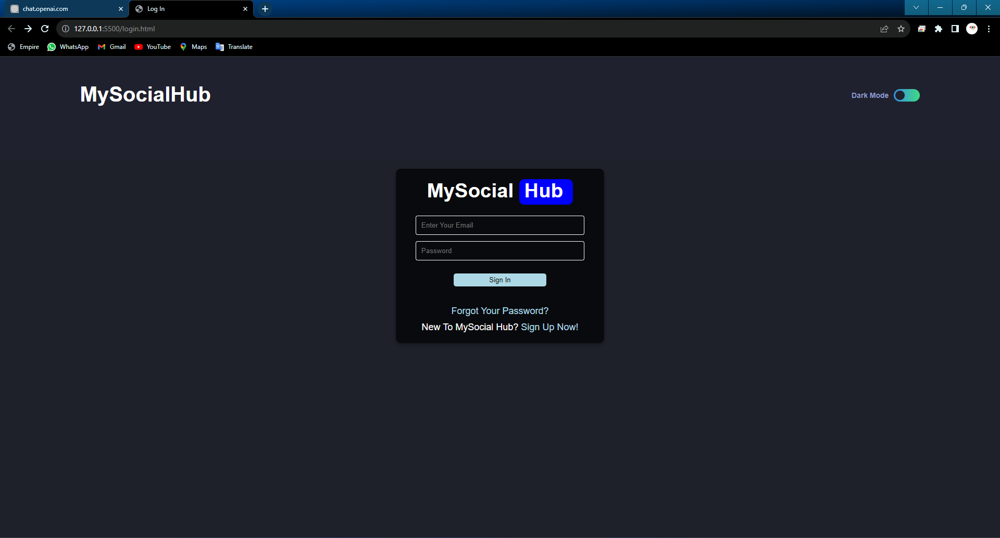 chat.openai.com
Log In
127.0.0.1:5500/login.html
Empire
WhatsApp
Gmail
YouTube
Maps
Translate
MySocialHub
Dark Mode
MySocial Hub
Enter Your Email
Password
Sign In
Forgot Your Password?
New To MySocial Hub? Sign Up Now!